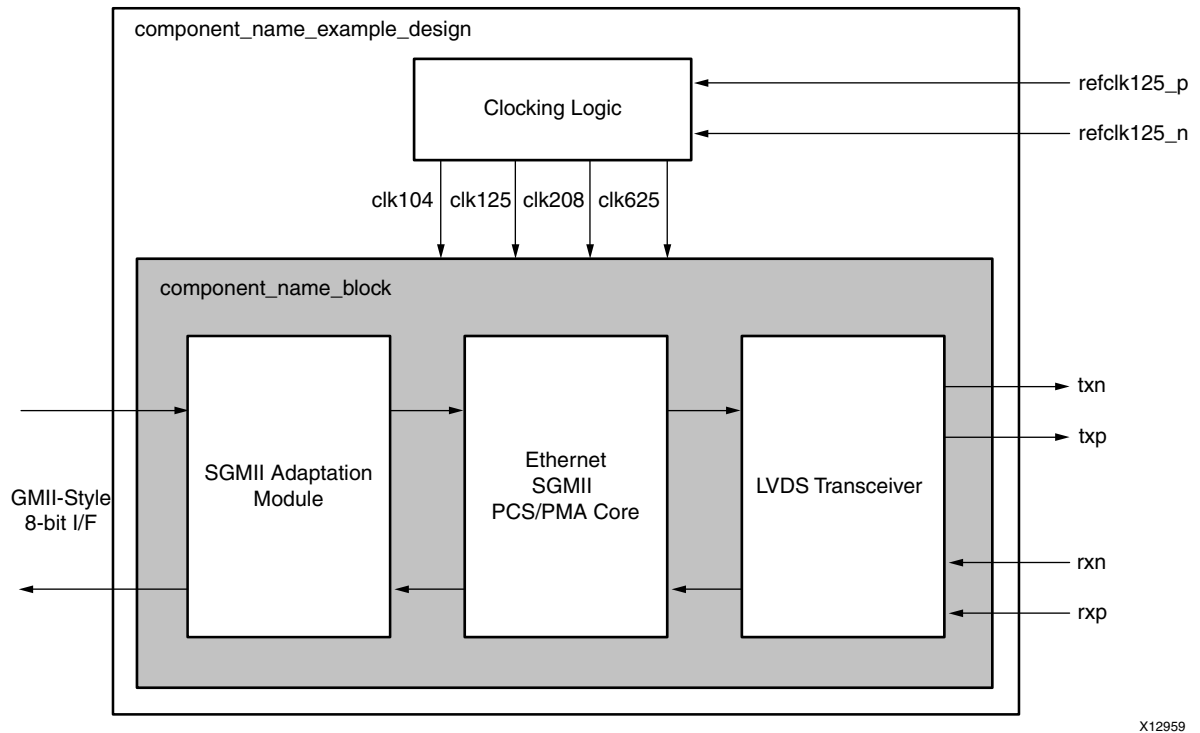 component_name_example_design
Clocking Logic
refclk125_p
refclk125_n
clk104
clk125
clk208
clk625
component_name_block
SGMII Adaptation
Module
Ethernet
SGMII
PCS/PMA Core
LVDS Transceiver
GMII-Style
8-bit I/F
txn
txp
rxn
rxp
X12959